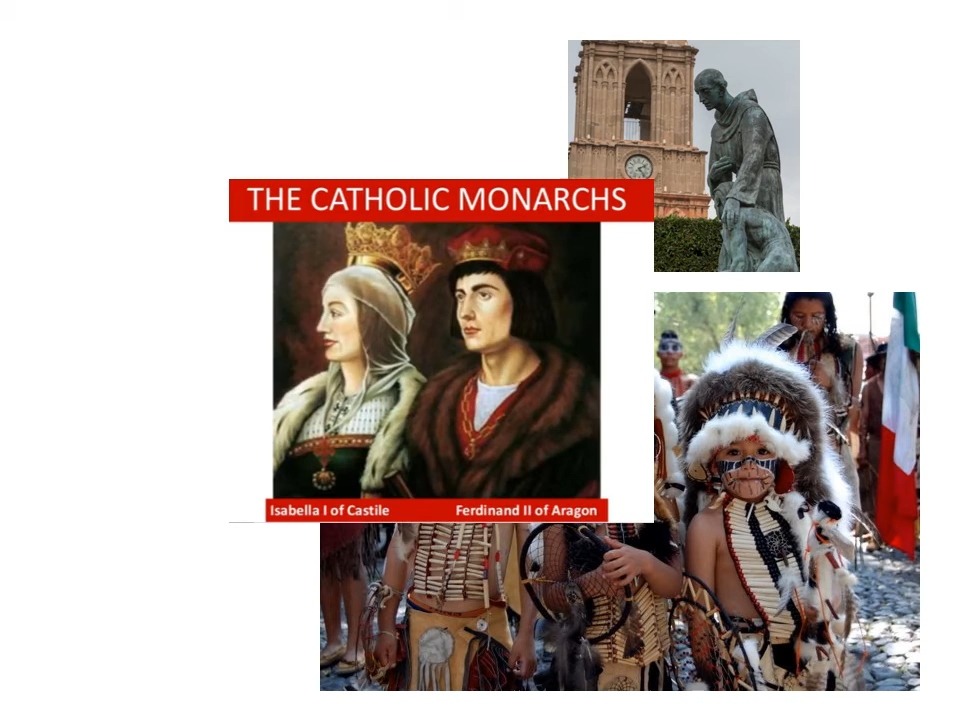 THE CATHOLIC MONARCHS
Isabella I of Castile
Ferdinand II of Aragon